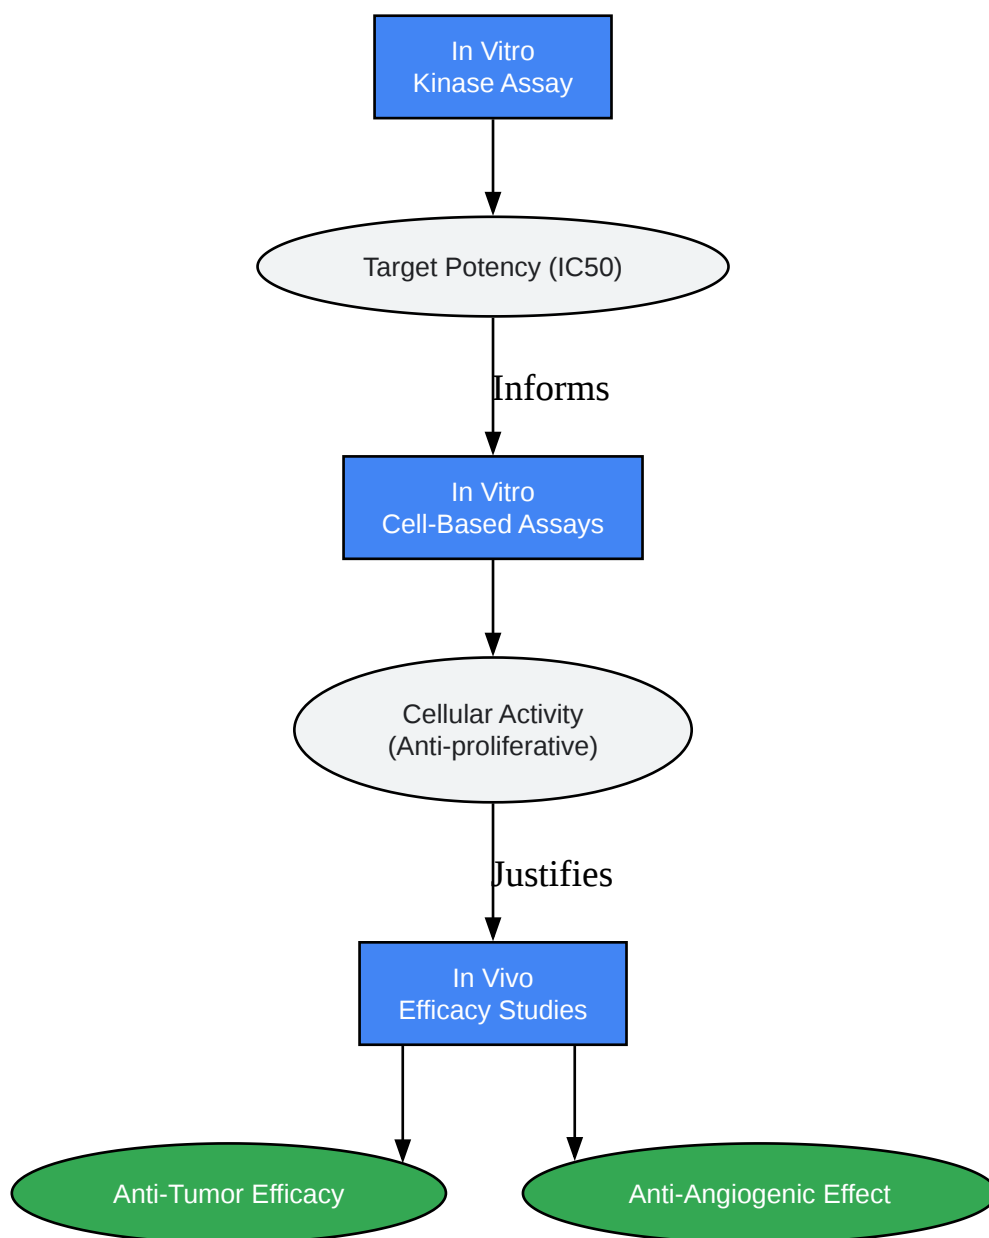 In Vitro
Kinase Assay
Target Potency (IC50)
Informs
In Vitro
Cell-Based Assays
Cellular Activity
(Anti-proliferative)
Justifies
In Vivo
Efficacy Studies
Anti-Tumor Efficacy
Anti-Angiogenic Effect